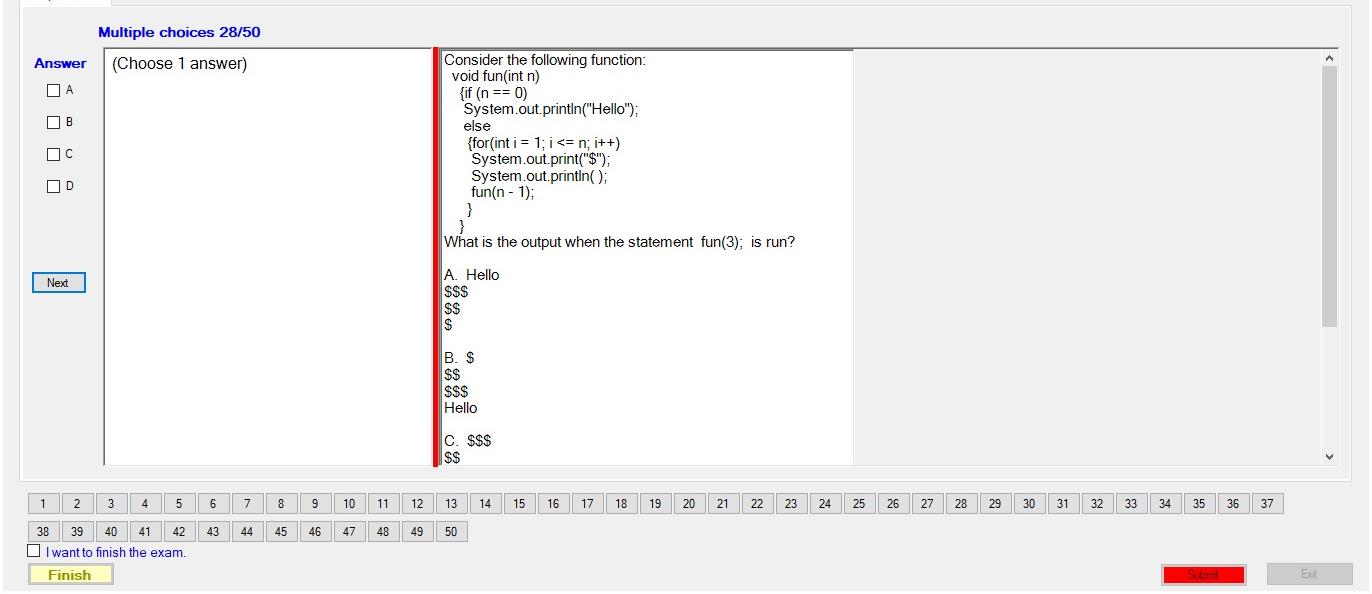 Multiple choices 28/50
Answer
A
B
C
D
Next
(Choose 1 answer)
Consider the following function:
void fun(int n)
{if (n == 0)
System.out.println("Hello");
else
{for(int i = 1; i <= n; i++)
System.out.print("$");
System.out.println( );
fun(n - 1);
}
}
What is the output when the statement fun(3); is run?
A. Hello
$$$
$$
$
B. $
$$
$$$
Hello
C. $$$
$$
1 2 3 4 5 6 7 8 9 10 11 12 13 14 15 16 17 18 19 20 21 22 23 24 25 26 27 28 29 30 31 32 33 34 35 36 37
38 39 40 41 42 43 44 45 46 47 48 49 50
I want to finish the exam.
Finish
Submit
Exit